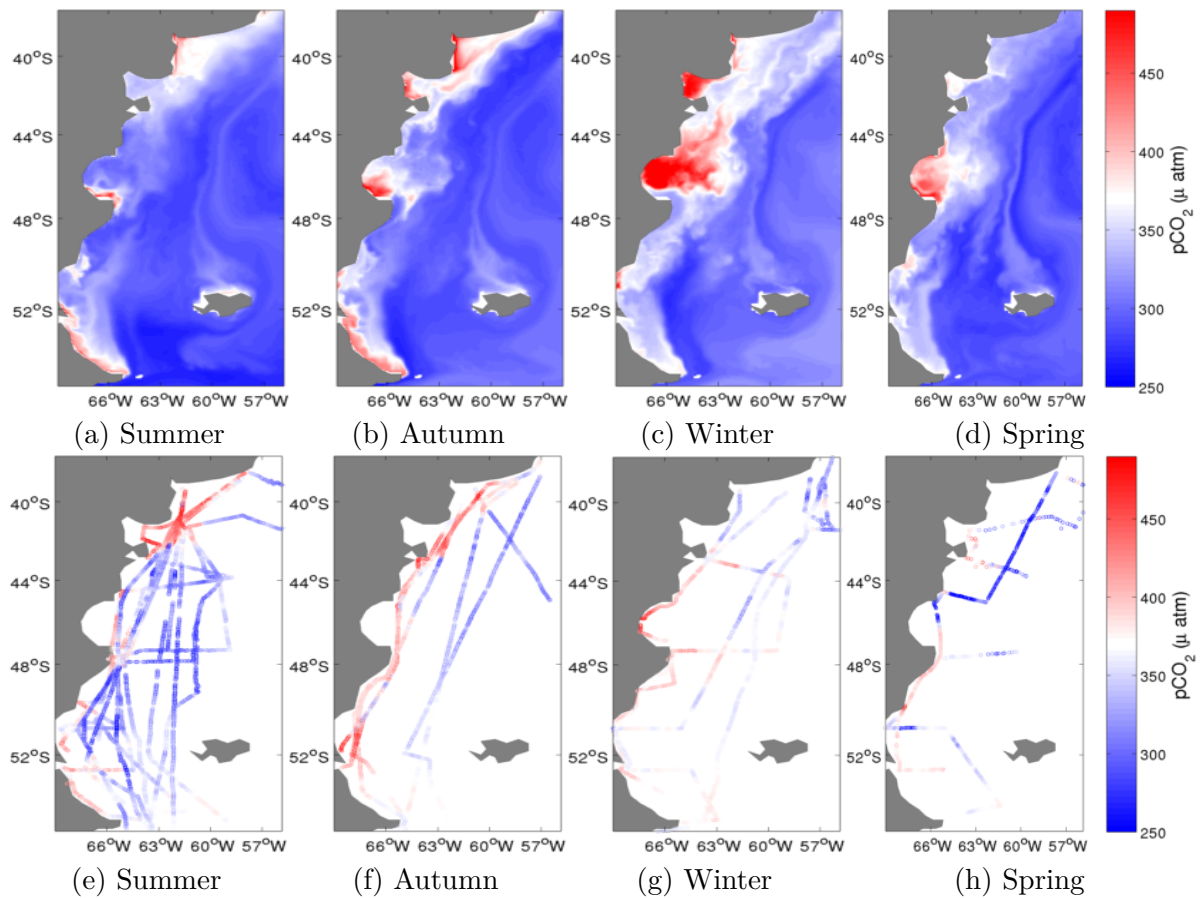 40°S 44°S 48°S 52°S
450 400 350 300 250
pCO₂ (μ atm)
66°W 63°W 60°W 57°W 66°W 63°W 60°W 57°W 66°W 63°W 60°W 57°W 66°W 63°W 60°W 57°W
(a) Summer (b) Autumn (c) Winter (d) Spring
40°S 44°S 48°S 52°S 40°S 44°S 48°S 52°S 40°S 44°S 48°S 52°S
40°S 44°S 48°S 52°S 40°S 44°S 48°S 52°S 40°S 44°S 48°S 52°S 40°S 44°S 48°S 52°S
450 400 350 300 250
pCO₂ (μ atm)
66°W 63°W 60°W 57°W 66°W 63°W 60°W 57°W 66°W 63°W 60°W 57°W 66°W 63°W 60°W 57°W
(e) Summer (f) Autumn (g) Winter (h) Spring